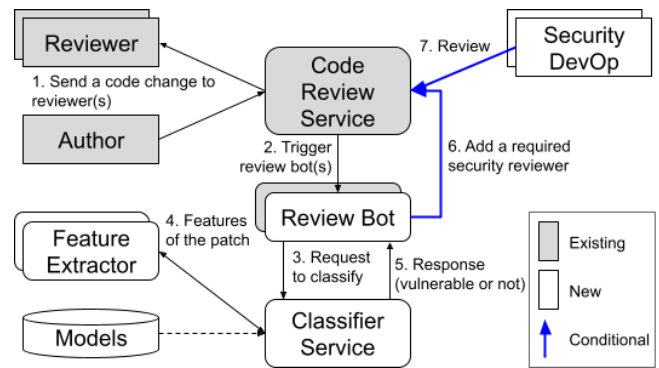 Reviewer
Code
Review
Service
7. Review
Security
DevOp
1. Send a code change to
reviewer(s)
Author
2. Trigger
review bot(s)
6. Add a required
security reviewer
4. Features
of the patch
Review Bot
Feature
Extractor
3. Request
to classify
5. Response
(vulnerable or not)
Models
Classifier
Service
Existing
New
Conditional